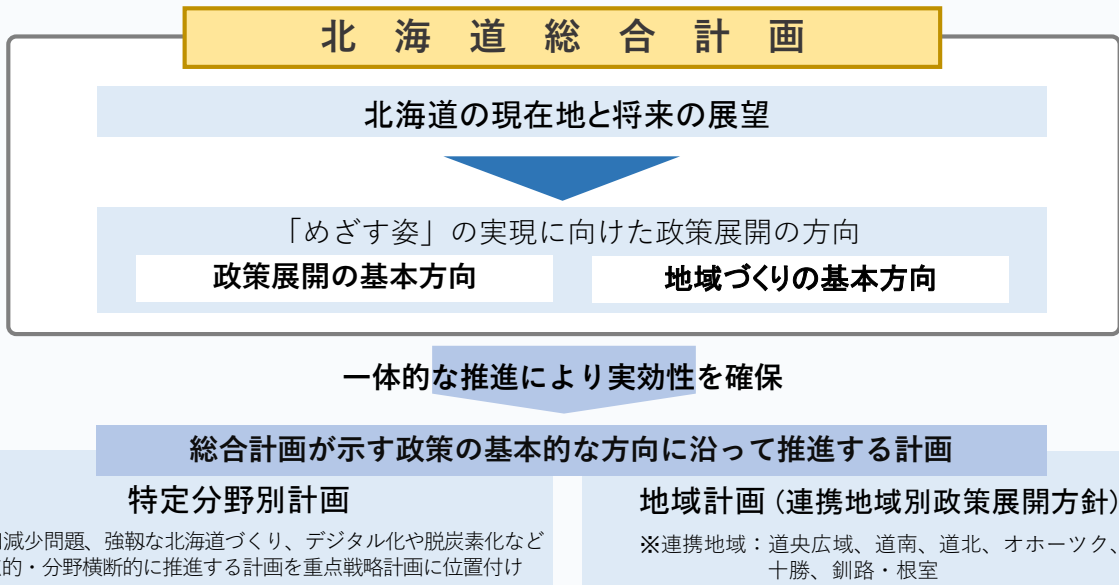 北海道総合計画
北海道の現在地と将来の展望
「めざす姿」の実現に向けた政策展開の方向
政策展開の基本方向
地域づくりの基本方向
一体的な推進により実効性を確保
総合計画が示す政策の基本的な方向に沿って推進する計画
特定分野別計画
減少問題、強靱な北海道づくり、デジタル化や脱炭素化など
的・分野横断的に推進する計画を重点戦略計画に位置付け
地域計画(連携地域別政策展開方針)
※連携地域:道央広域、道南、道北、オホーツク、
十勝、釧路・根室